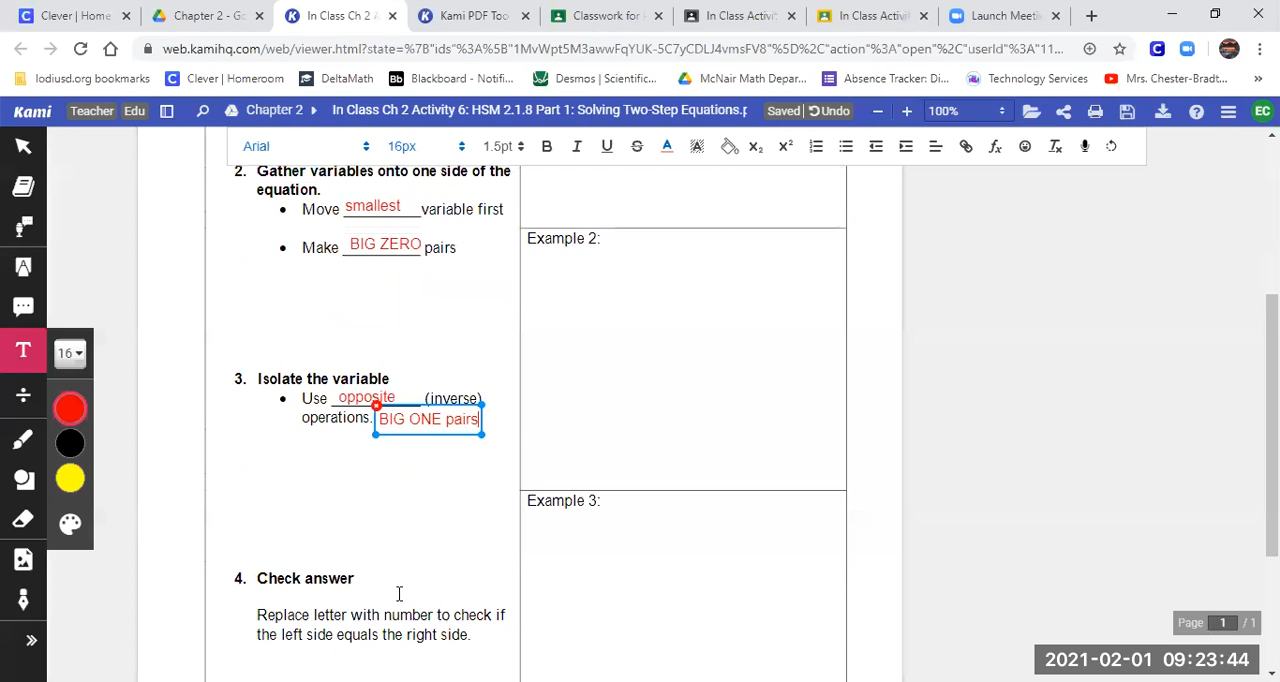 Clever | Home
Chapter 2 - Go
In Class Ch 2 A
Kami PDF Too
Classwork for
In Class Activit
In Class Activit
Launch Meeti
web.kamihq.com/web/viewer.html?state=%7B"ids"%3A%5B"1MvWpt5M3awwFqYUK-5C7yCDLJ4vmsFV8"%5D%2C"action"%3A"open"%2C"userId"%3A"11...
lodiusd.org bookmarks
Clever | Homeroom
DeltaMath
Bb Blackboard - Notifi...
Desmos | Scientific...
McNair Math Depar...
Absence Tracker: Di...
Technology Services
Mrs. Chester-Bradt...
»
Kami Teacher Edu
Chapter 2
In Class Ch 2 Activity 6: HSM 2.1.8 Part 1: Solving Two-Step Equations.p
Saved Undo
100%
EC
Arial 16px 1.5pt B I U S A
2. Gather variables onto one side of the
equation.
• Move smallest variable first
• Make BIG ZERO pairs
Example 2:
3. Isolate the variable
• Use opposite (inverse)
operations. BIG ONE pairs
Example 3:
4. Check answer
Replace letter with number to check if
the left side equals the right side.
T
16
Page 1 / 1
2021-02-01 09:23:44